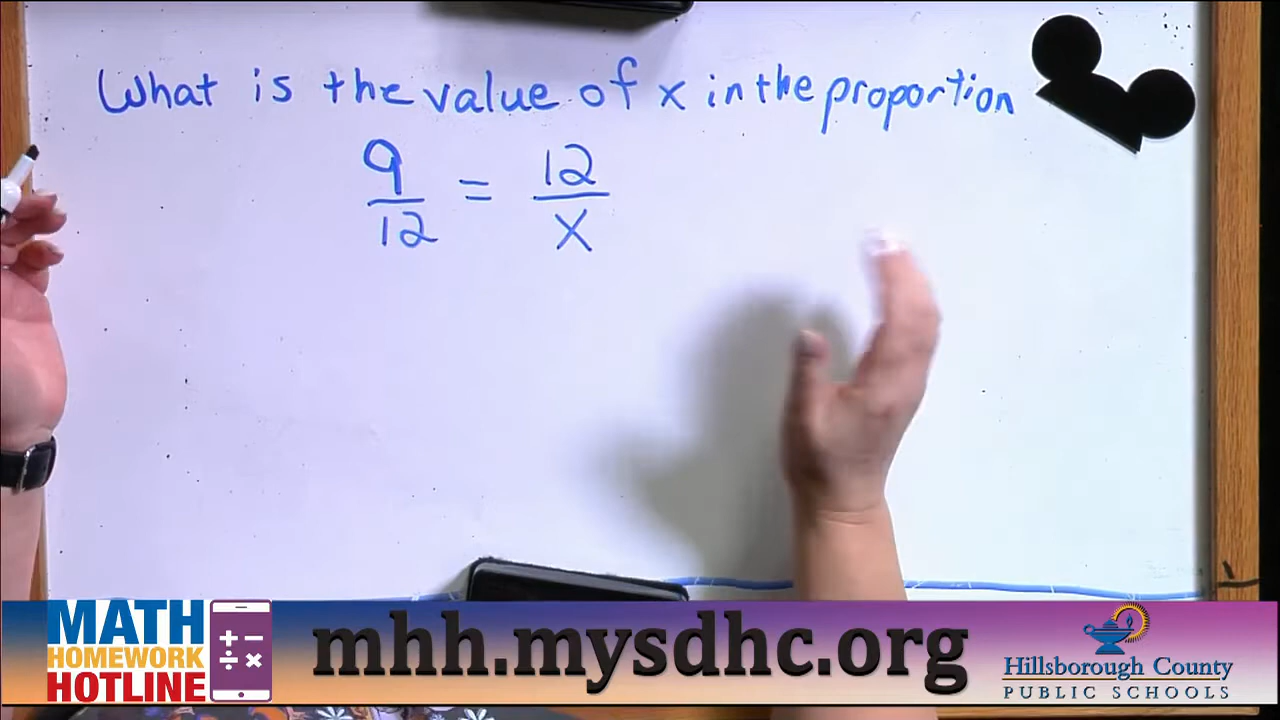 What is the value of x in the proportion
9/12 = 12/x
MATH HOMEWORK HOTLINE
+ − ÷ ×
mhh.mysdhc.org
Hillsborough County
PUBLIC SCHOOLS